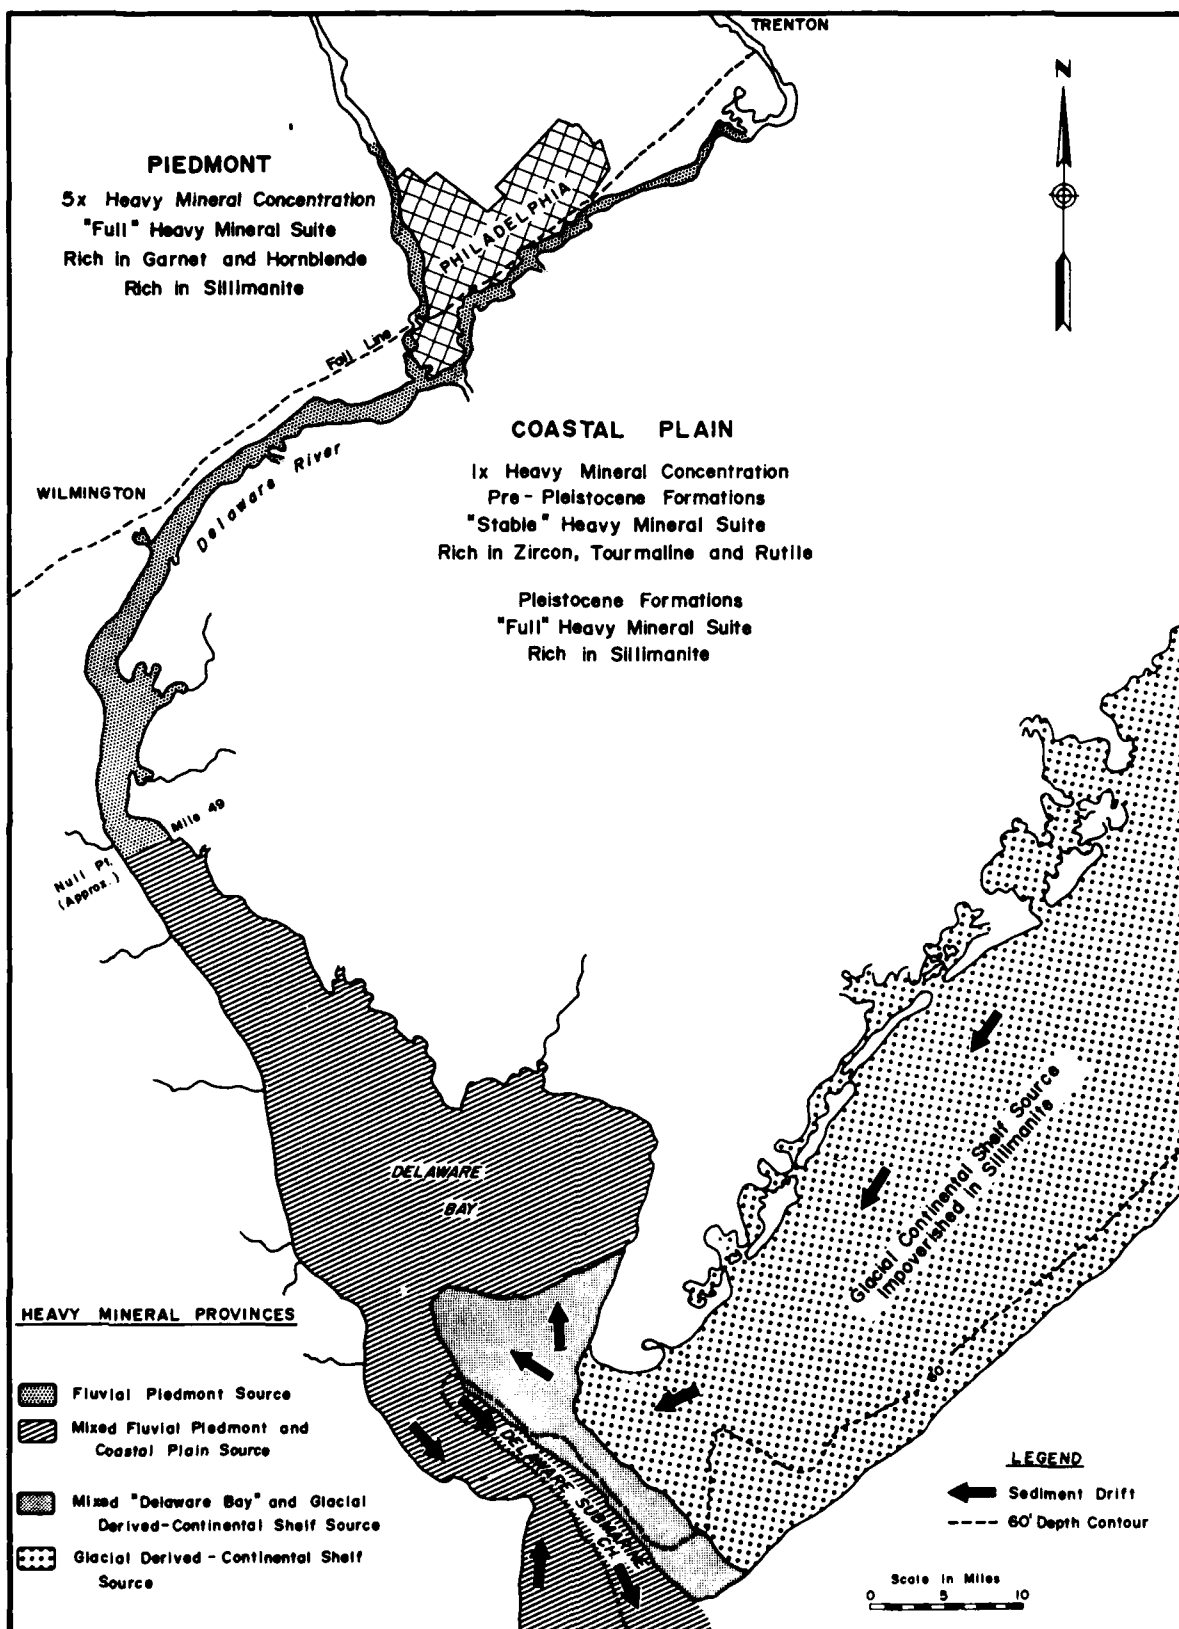 TRENTON
N
PIEDMONT
5x Heavy Mineral Concentration
"Full" Heavy Mineral Suite
Rich in Garnet and Hornblende
Rich in Sillimanite
PHILADELPHIA
Fall Line
COASTAL PLAIN
1x Heavy Mineral Concentration
Pre-Pleistocene Formations
"Stable" Heavy Mineral Suite
Rich in Zircon, Tourmaline and Rutile
Pleistocene Formations
"Full" Heavy Mineral Suite
Rich in Sillimanite
WILMINGTON
Delaware River
Mile 49
Null Pt.
(Approx.)
DELAWARE
BAY
Glacial Continental Shelf Source
Impoverished in Sillimanite
60
DELAWARE SUBMARINE
CH.
HEAVY MINERAL PROVINCES
Fluvial Piedmont Source
Mixed Fluvial Piedmont and
Coastal Plain Source
Mixed "Delaware Bay" and Glacial
Derived-Continental Shelf Source
Glacial Derived - Continental Shelf
Source
LEGEND
Sediment Drift
60' Depth Contour
Scale in Miles
0 5 10